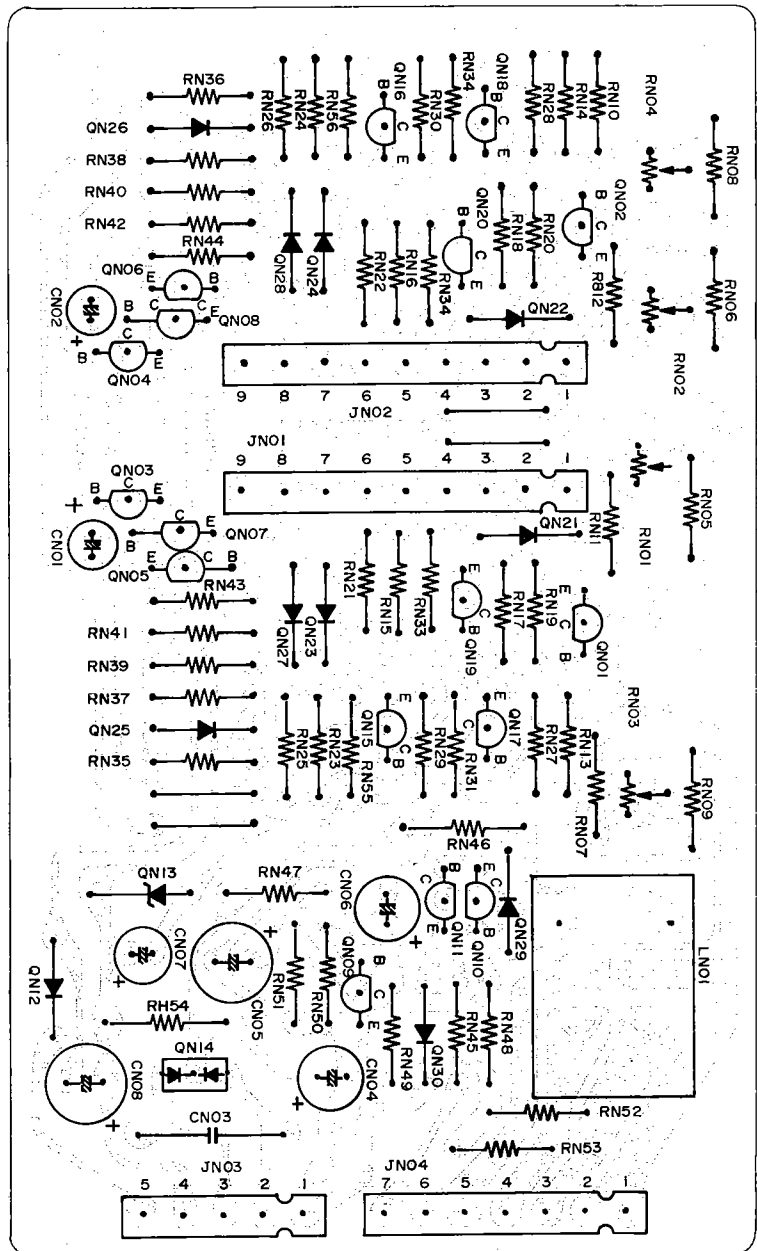 RN36
QN26
RN38
RN40
RN42
RN44
RN26
RN24
RN56
QN16
B
C
E
RN30
RN34
QN18
B
C
E
RN28
RN14
RN10
RN04
RN08
QN28
QN24
RN22
RN16
RN34
QN20
B
C
E
RN18
RN20
QN02
B
C
E
R812
RN06
RN02
QN06
E
C
B
CN02
+
B
C
E
QN08
B
C
E
QN04
QN22
9 8 7 6 5 4 3 2 1
JN02
JN01
9 8 7 6 5 4 3 2 1
QN03
B
C
E
+
CN01
B
C
E
QN07
E
C
B
QN05
RN43
RN41
RN39
RN37
QN25
RN35
QN21
RN11
RN01
RN05
RN21
RN15
RN33
QN27
QN23
E
C
B
QN19
RN17
RN19
E
C
B
QN01
RN03
RN25
RN23
RN55
QN15
E
C
B
RN29
RN31
E
C
B
QN17
RN27
RN13
RN07
RN09
RN46
QN13
RN47
CN06
+
B
C
E
QN11
E
C
B
QN10
QN29
LN01
QN12
CN07
+
CN05
+
RN51
RN50
QN09
B
C
E
RH54
QN14
CN08
+
CN04
+
RN49
QN30
RN45
RN48
CN03
RN52
RN53
JN03
5 4 3 2 1
JN04
7 6 5 4 3 2 1